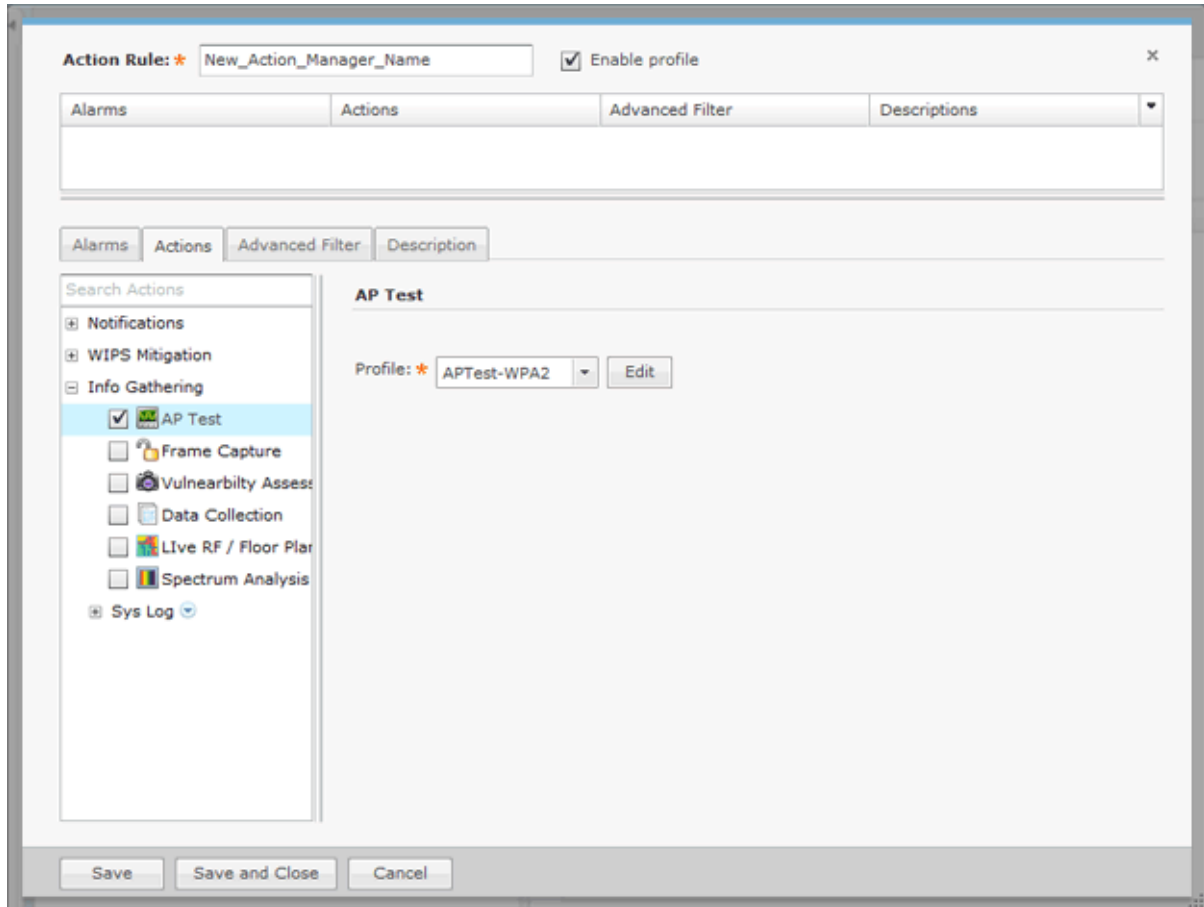 Action Rule: * New_Action_Manager_Name Enable profile
Alarms Actions Advanced Filter Descriptions
Alarms Actions Advanced Filter Description
Search Actions
AP Test
Notifications
WIPS Mitigation
Profile: * APTest-WPA2 Edit
Info Gathering
AP Test
Frame Capture
Vulnearbilty Assess
Data Collection
LIve RF / Floor Plan
Spectrum Analysis
Sys Log
Save Save and Close Cancel